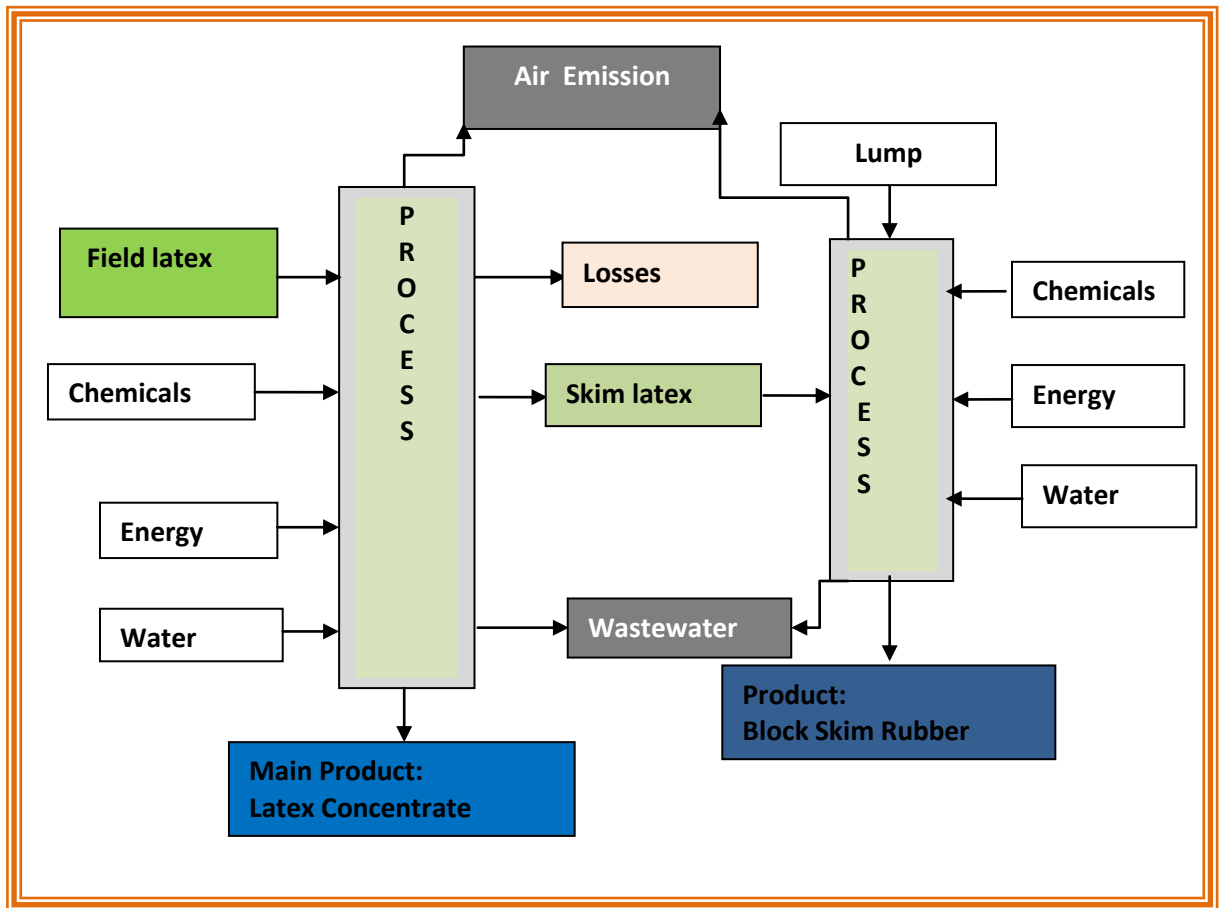 Air Emission
Lump
P
R
O
C
E
S
S
Field latex
Losses
P
R
O
C
E
S
S
Chemicals
Chemicals
Skim latex
Energy
Energy
Water
Water
Wastewater
Product:
Block Skim Rubber
Main Product:
Latex Concentrate